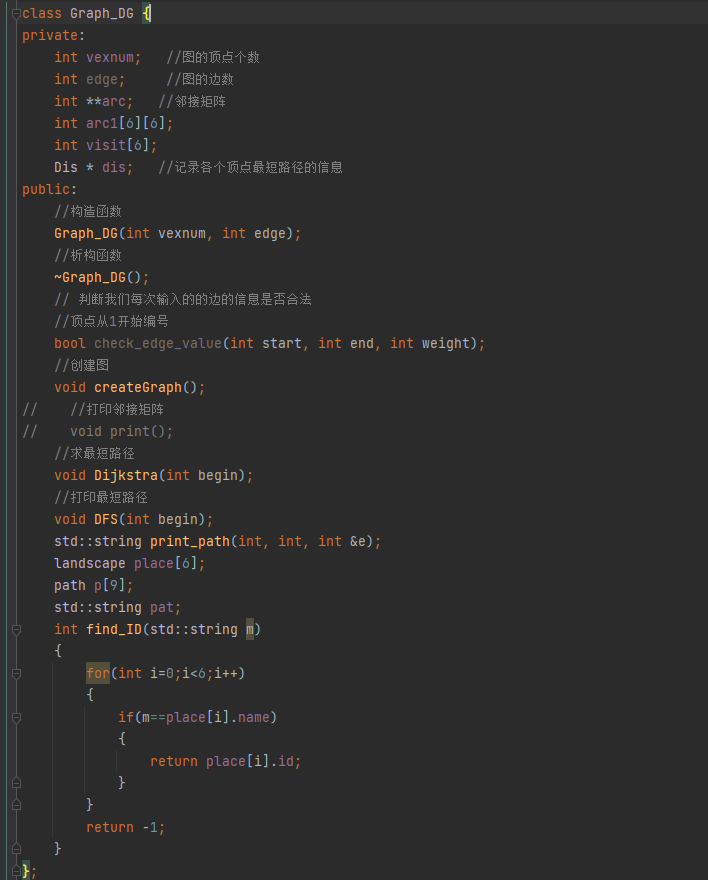 class Graph_DG {
private:
    int vexnum;   //图的顶点个数
    int edge;     //图的边数
    int **arc;   //邻接矩阵
    int arc1[6][6];
    int visit[6];
    Dis * dis;   //记录各个顶点最短路径的信息
public:
    //构造函数
    Graph_DG(int vexnum, int edge);
    //析构函数
    ~Graph_DG();
    // 判断我们每次输入的的边的信息是否合法
    //顶点从1开始编号
    bool check_edge_value(int start, int end, int weight);
    //创建图
    void createGraph();
//    //打印邻接矩阵
//    void print();
    //求最短路径
    void Dijkstra(int begin);
    //打印最短路径
    void DFS(int begin);
    std::string print_path(int, int, int &e);
    landscape place[6];
    path p[9];
    std::string pat;
    int find_ID(std::string m)
    {
        for(int i=0;i<6;i++)
        {
            if(m==place[i].name)
            {
                return place[i].id;
            }
        }
        return -1;
    }
};